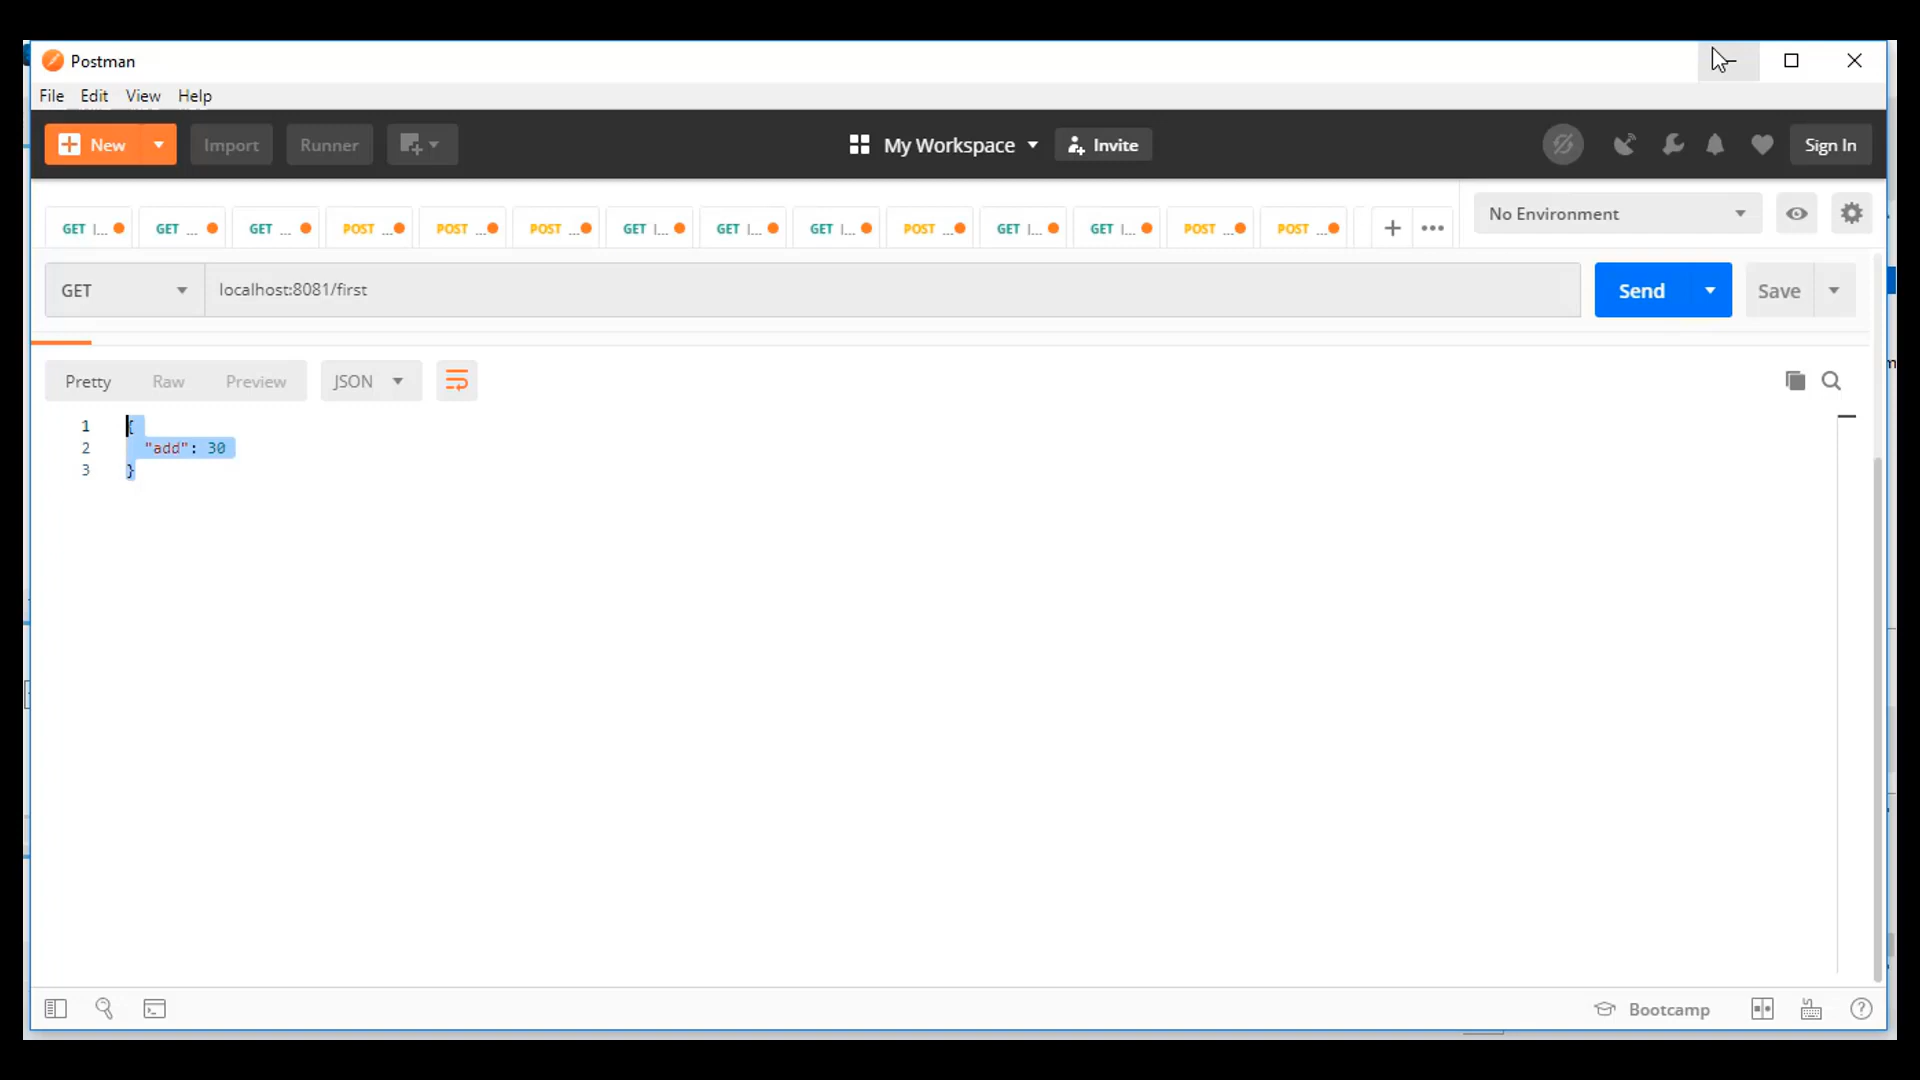 Postman
File Edit View Help
New Import Runner My Workspace Invite Sign In
GET l... GET ... GET ... POST ... POST ... POST ... GET l... GET l... GET l... POST ... GET l... GET l... POST ... POST ... No Environment
GET localhost:8081/first Send Save
Pretty Raw Preview JSON
1 {
2 "add": 30
3 }
Bootcamp